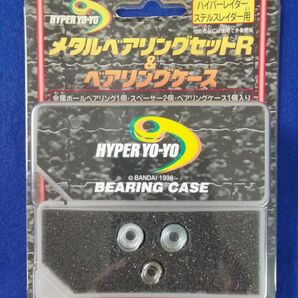 HYPER YO-YO
ハイパーレイダー
ステルスレイダー用
メタルベアリングセットR
&
ベアリングケース
金属ボールベアリング1個・スペーサー2個・ベアリングケース1個入り
HYPER YO-YO
© BANDAI 1998
BEARING CASE